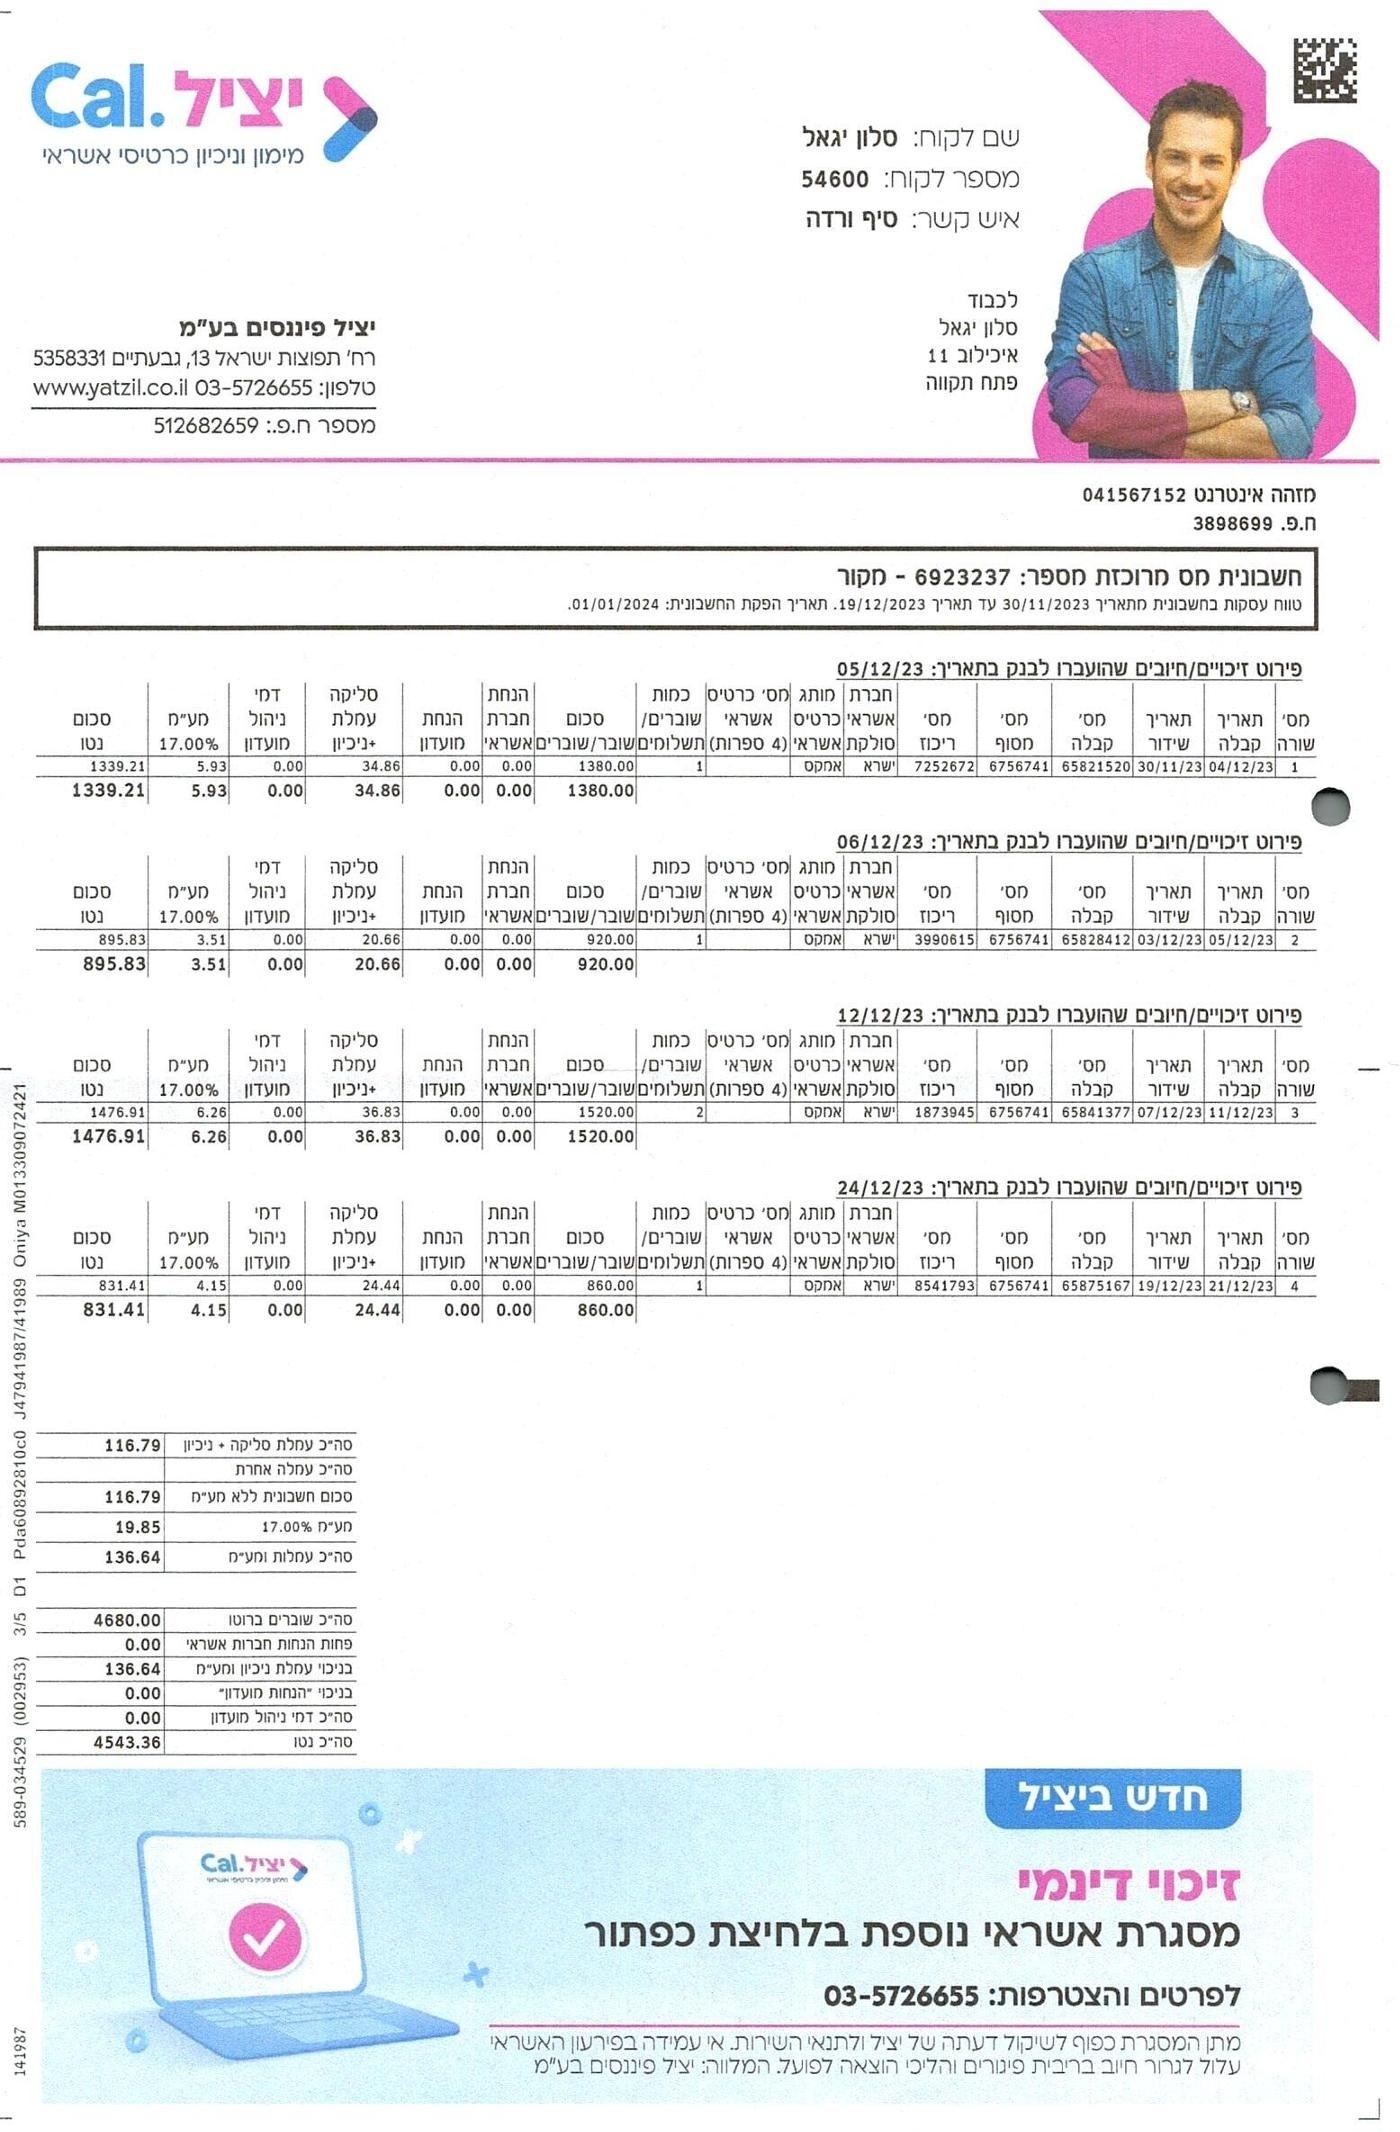 יציל.Cal
מימון וניכיון כרטיסי אשראי
שם לקוח: סלון יגאל
מספר לקוח: 54600
איש קשר: סיף ורדה
לכבוד
סלון יגאל
איכילוב 11
פתח תקווה
יציל פיננסים בע"מ
רח' תפוצות ישראל 13, גבעתיים 5358331
טלפון: 03-5726655 www.yatzil.co.il
מספר ח.פ.: 512682659
מזהה אינטרנט 041567152
ח.פ. 3898699
חשבונית מס מרוכזת מספר: 6923237 - מקור
טווח עסקות בחשבונית מתאריך 30/11/2023 עד תאריך 19/12/2023. תאריך הפקת החשבונית: 01/01/2024.
פירוט זיכויים/חיובים שהועברו לבנק בתאריך: 05/12/23
חברת מותג מס' כרטיס כמות הנחת סליקה דמי
מס' תאריך תאריך מס' מס' מס' אשראי כרטיס אשראי שוברים/ סכום חברת הנחת עמלת ניהול מע"מ סכום
שורה קבלה שידור קבלה מסוף ריכוז סולקת אשראי (4 ספרות) תשלומים שובר/שוברים אשראי מועדון +ניכיון מועדון 17.00% נטו
1 04/12/23 30/11/23 65821520 6756741 7252672 ישרא אמקס 1 1380.00 0.00 0.00 34.86 0.00 5.93 1339.21
1380.00 0.00 0.00 34.86 0.00 5.93 1339.21
פירוט זיכויים/חיובים שהועברו לבנק בתאריך: 06/12/23
חברת מותג מס' כרטיס כמות הנחת סליקה דמי
מס' תאריך תאריך מס' מס' מס' אשראי כרטיס אשראי שוברים/ סכום חברת הנחת עמלת ניהול מע"מ סכום
שורה קבלה שידור קבלה מסוף ריכוז סולקת אשראי (4 ספרות) תשלומים שובר/שוברים אשראי מועדון +ניכיון מועדון 17.00% נטו
2 05/12/23 03/12/23 65828412 6756741 3990615 ישרא אמקס 1 920.00 0.00 0.00 20.66 0.00 3.51 895.83
920.00 0.00 0.00 20.66 0.00 3.51 895.83
פירוט זיכויים/חיובים שהועברו לבנק בתאריך: 12/12/23
חברת מותג מס' כרטיס כמות הנחת סליקה דמי
מס' תאריך תאריך מס' מס' מס' אשראי כרטיס אשראי שוברים/ סכום חברת הנחת עמלת ניהול מע"מ סכום
שורה קבלה שידור קבלה מסוף ריכוז סולקת אשראי (4 ספרות) תשלומים שובר/שוברים אשראי מועדון +ניכיון מועדון 17.00% נטו
3 11/12/23 07/12/23 65841377 6756741 1873945 ישרא אמקס 2 1520.00 0.00 0.00 36.83 0.00 6.26 1476.91
1520.00 0.00 0.00 36.83 0.00 6.26 1476.91
פירוט זיכויים/חיובים שהועברו לבנק בתאריך: 24/12/23
חברת מותג מס' כרטיס כמות הנחת סליקה דמי
מס' תאריך תאריך מס' מס' מס' אשראי כרטיס אשראי שוברים/ סכום חברת הנחת עמלת ניהול מע"מ סכום
שורה קבלה שידור קבלה מסוף ריכוז סולקת אשראי (4 ספרות) תשלומים שובר/שוברים אשראי מועדון +ניכיון מועדון 17.00% נטו
4 21/12/23 19/12/23 65875167 6756741 8541793 ישרא אמקס 1 860.00 0.00 0.00 24.44 0.00 4.15 831.41
860.00 0.00 0.00 24.44 0.00 4.15 831.41
סה"כ עמלת סליקה + ניכיון 116.79
סה"כ עמלה אחרת
סכום חשבונית ללא מע"מ 116.79
מע"מ 17.00% 19.85
סה"כ עמלות ומע"מ 136.64
סה"כ שוברים ברוטו 4680.00
פחות הנחות חברות אשראי 0.00
בניכוי עמלת ניכיון ומע"מ 136.64
בניכוי "הנחות מועדון" 0.00
סה"כ דמי ניהול מועדון 0.00
סה"כ נטו 4543.36
589-034529 (002953) 3/5 D1 Pda60892810c0 J47941987/41989 Oniya M013309072421
141987
חדש ביציל
זיכוי דינמי
מסגרת אשראי נוספת בלחיצת כפתור
לפרטים והצטרפות: 03-5726655
מתן המסגרת כפוף לשיקול דעתה של יציל ולתנאי השירות. אי עמידה בפירעון האשראי
עלול לגרור חיוב בריבית פיגורים והליכי הוצאה לפועל. המלווה: יציל פיננסים בע"מ
יציל.Cal
מימון וניכיון כרטיסי אשראי